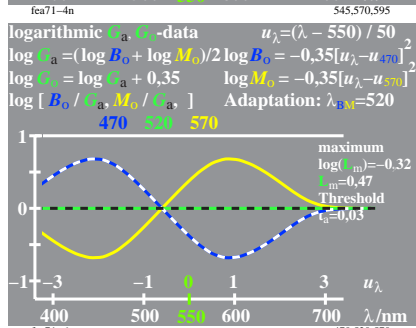 fea71-4n 545,570,595
logarithmic Ga, Go-data uλ=(λ – 550) / 50
log Ga =(log Bo + log Mo)/2 log Bo = –0,35[uλ–u470]²
log Go = log Ga + 0,35 log Mo = –0,35[uλ–u570]²
log [ Bo / Ga, Mo / Ga, ] Adaptation: λBM=520
470 520 570
1
maximum
log(Lm)=–0.32
Lm=0,47
0
Threshold
ta=0,03
–1 –3 –1 0 1 3 uλ
400 500 550 600 700 λ/nm